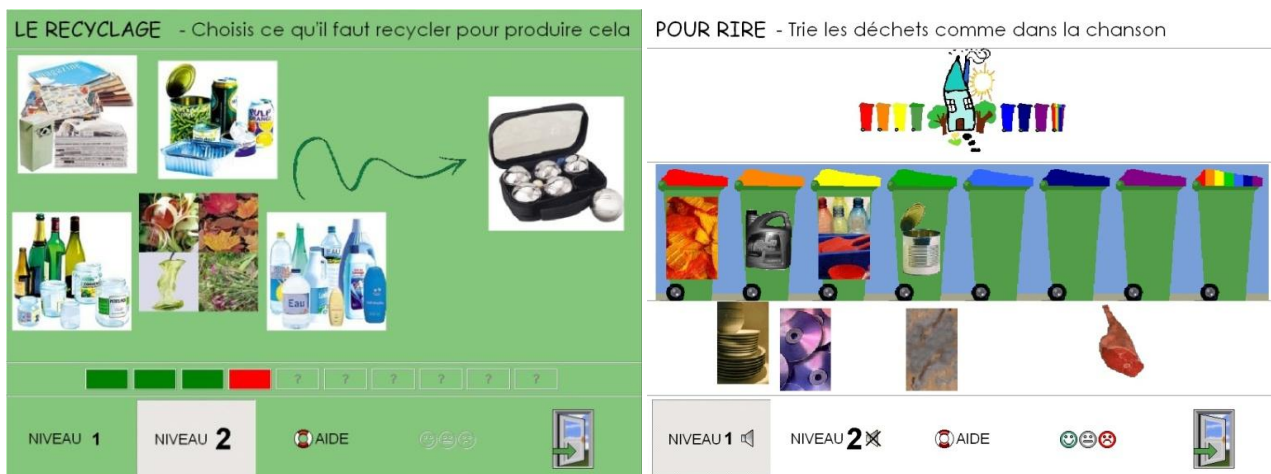 LE RECYCLAGE - Choisis ce qu'il faut recycler pour produire cela
Eau
? ? ? ? ? ?
NIVEAU 1 NIVEAU 2 AIDE
POUR RIRE - Trie les déchets comme dans la chanson
NIVEAU 1 NIVEAU 2 AIDE